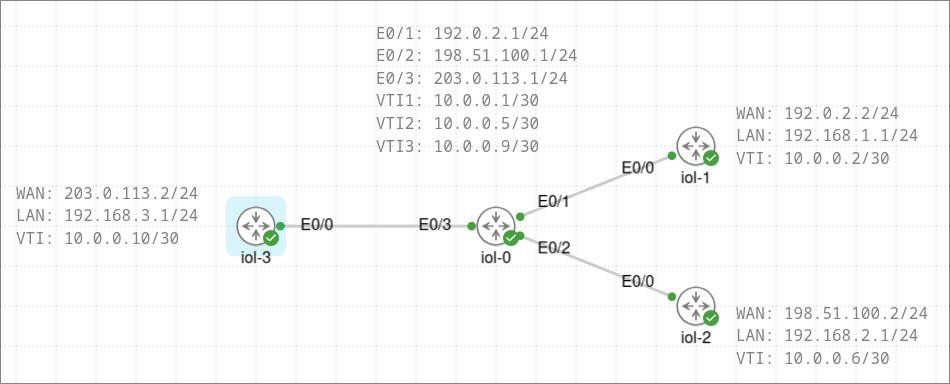 E0/1: 192.0.2.1/24
E0/2: 198.51.100.1/24
E0/3: 203.0.113.1/24
VTI1: 10.0.0.1/30
VTI2: 10.0.0.5/30
VTI3: 10.0.0.9/30
WAN: 192.0.2.2/24
LAN: 192.168.1.1/24
VTI: 10.0.0.2/30
E0/0
iol-1
WAN: 203.0.113.2/24
LAN: 192.168.3.1/24
VTI: 10.0.0.10/30
E0/0
iol-3
E0/3
E0/1
iol-0
E0/2
E0/0
iol-2
WAN: 198.51.100.2/24
LAN: 192.168.2.1/24
VTI: 10.0.0.6/30